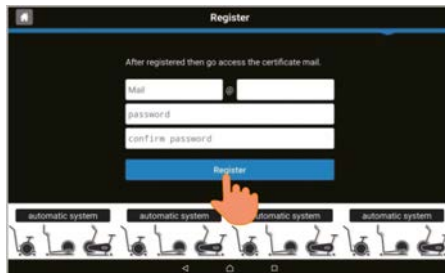 Register
After registered then go access the certificate mail.
Mail @
password
confirm password
Register
automatic system automatic system automatic system automatic system